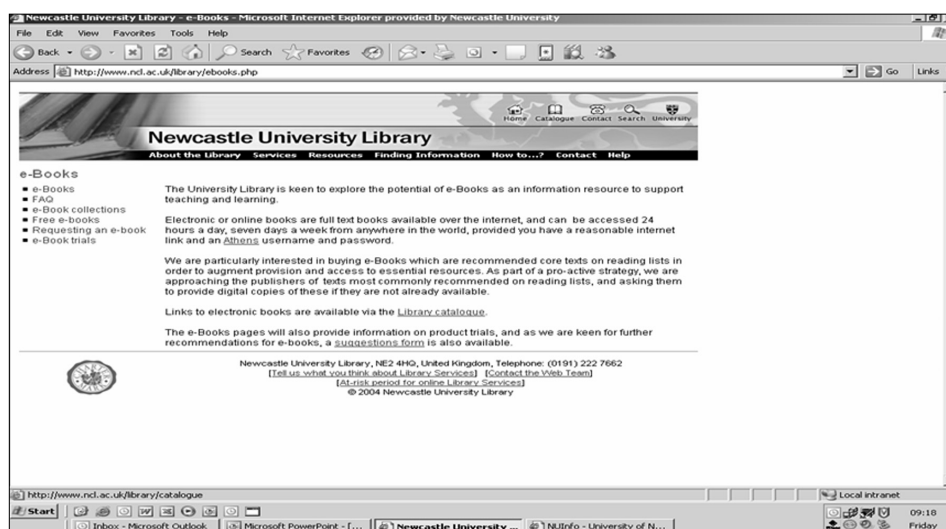 Newcastle University Library - e-Books - Microsoft Internet Explorer provided by Newcastle University
File Edit View Favorites Tools Help
Back Search Favorites
Address http://www.ncl.ac.uk/library/ebooks.php Go Links
Home Catalogue Contact Search University
Newcastle University Library
About the Library Services Resources Finding Information How to...? Contact Help
e-Books
e-Books
FAQ
e-Book collections
Free e-books
Requesting an e-book
e-Book trials
The University Library is keen to explore the potential of e-Books as an information resource to support
teaching and learning.
Electronic or online books are full text books available over the internet, and can be accessed 24
hours a day, seven days a week from anywhere in the world, provided you have a reasonable internet
link and an Athens username and password.
We are particularly interested in buying e-Books which are recommended core texts on reading lists in
order to augment provision and access to essential resources. As part of a pro-active strategy, we are
approaching the publishers of texts most commonly recommended on reading lists, and asking them
to provide digital copies of these if they are not already available.
Links to electronic books are available via the Library catalogue.
The e-Books pages will also provide information on product trials, and as we are keen for further
recommendations for e-books, a suggestions form is also available.
Newcastle University Library, NE2 4HQ, United Kingdom, Telephone: (0191) 222 7662
[Tell us what you think about Library Services] [Contact the Web Team]
[At-risk period for online Library Services]
© 2004 Newcastle University Library
http://www.ncl.ac.uk/library/catalogue Local intranet
Start 09:18
Inbox - Microsoft Outlook Microsoft PowerPoint - [... Newcastle University ... NUInfo - University of N... Friday